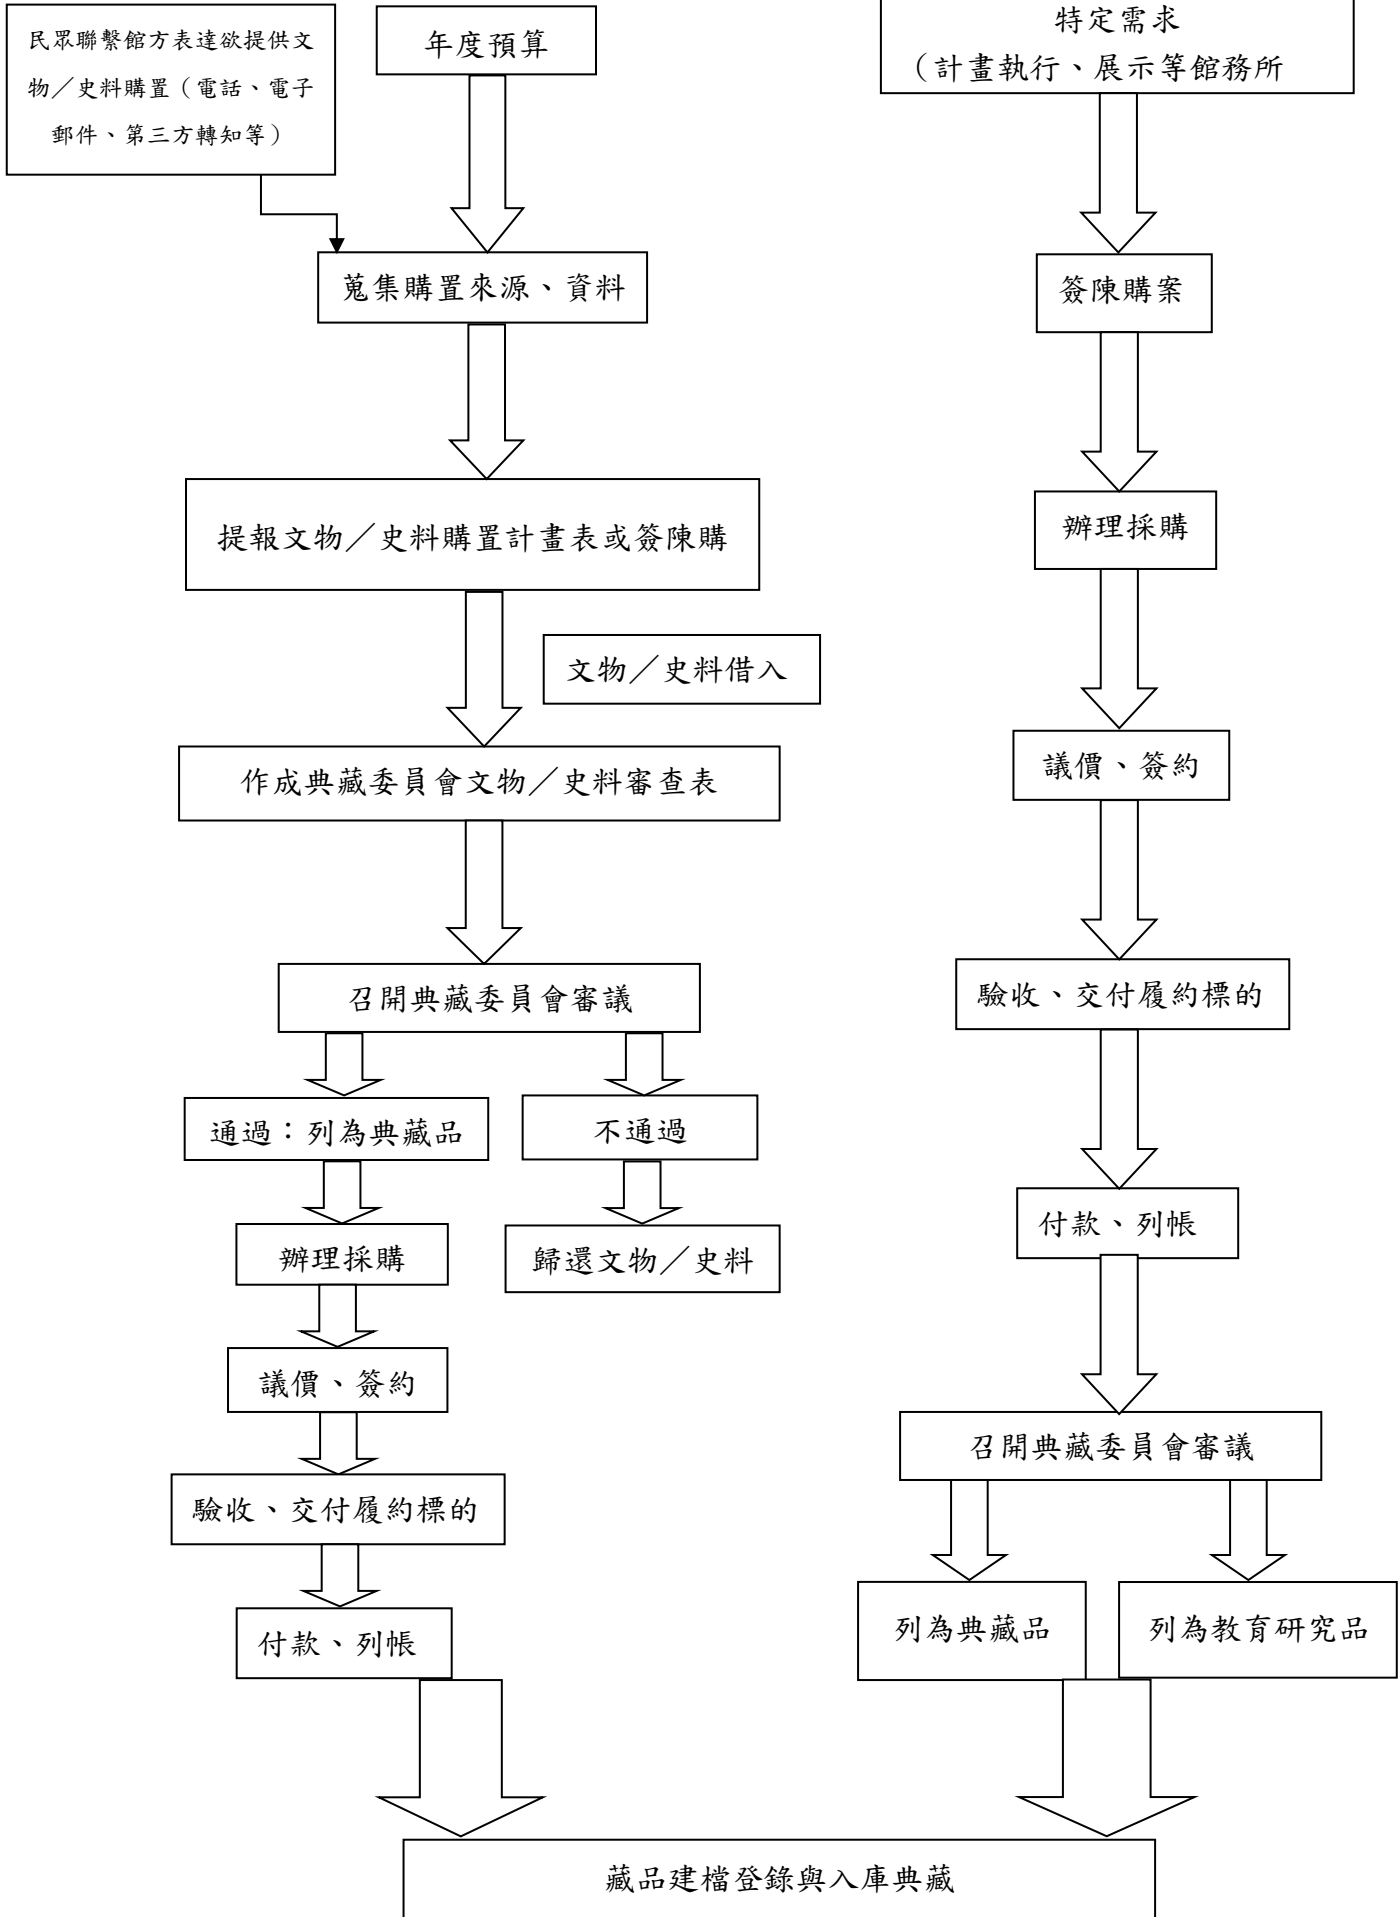 民眾聯繫館方表達欲提供文
物／史料購置（電話、電子
郵件、第三方轉知等）
年度預算
蒐集購置來源、資料
提報文物／史料購置計畫表或簽陳購
文物／史料借入
作成典藏委員會文物／史料審查表
召開典藏委員會審議
通過：列為典藏品
不通過
辦理採購
歸還文物／史料
議價、簽約
驗收、交付履約標的
付款、列帳
特定需求
（計畫執行、展示等館務所
簽陳購案
辦理採購
議價、簽約
驗收、交付履約標的
付款、列帳
召開典藏委員會審議
列為典藏品
列為教育研究品
藏品建檔登錄與入庫典藏